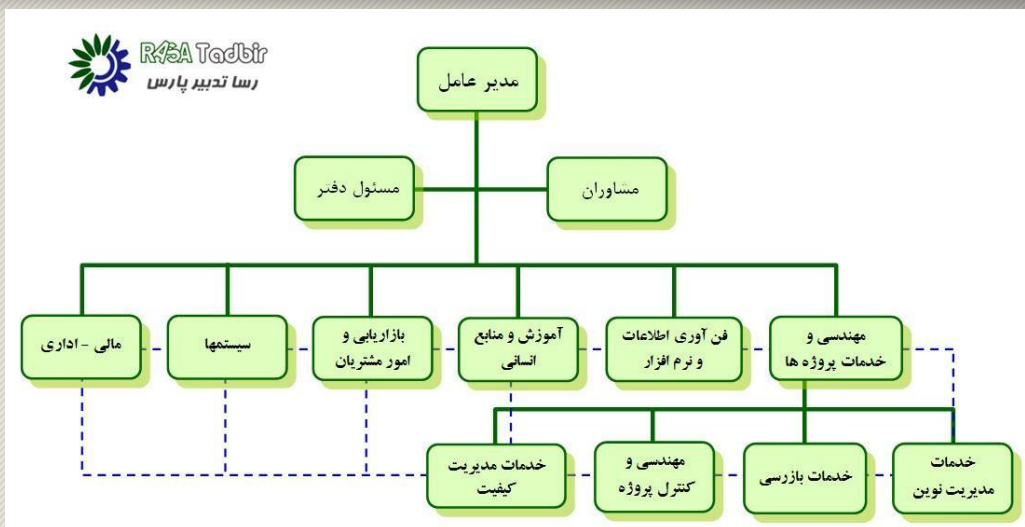 RASA Tadbir
رسا تدبیر پارس
مدیر عامل
مشاوران
مسئول دفتر
مهندسی و
خدمات پروژه ها
فن آوری اطلاعات
و نرم افزار
آموزش و منابع
انسانی
بازاریابی و
امور مشتریان
سیستمها
مالی - اداری
خدمات
مدیریت نوین
خدمات بازرسی
مهندسی و
کنترل پروژه
خدمات مدیریت
کیفیت